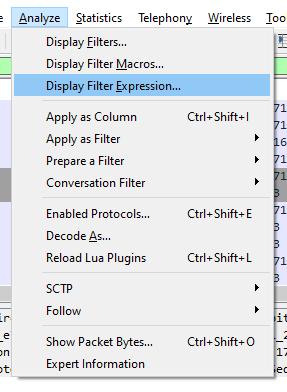 Analyze Statistics Telephony Wireless
Display Filters...
Display Filter Macros...
Display Filter Expression...
Apply as Column Ctrl+Shift+I
Apply as Filter
Prepare a Filter
Conversation Filter
Enabled Protocols... Ctrl+Shift+E
Decode As...
Reload Lua Plugins Ctrl+Shift+L
SCTP
Follow
Show Packet Bytes... Ctrl+Shift+O
Expert Information